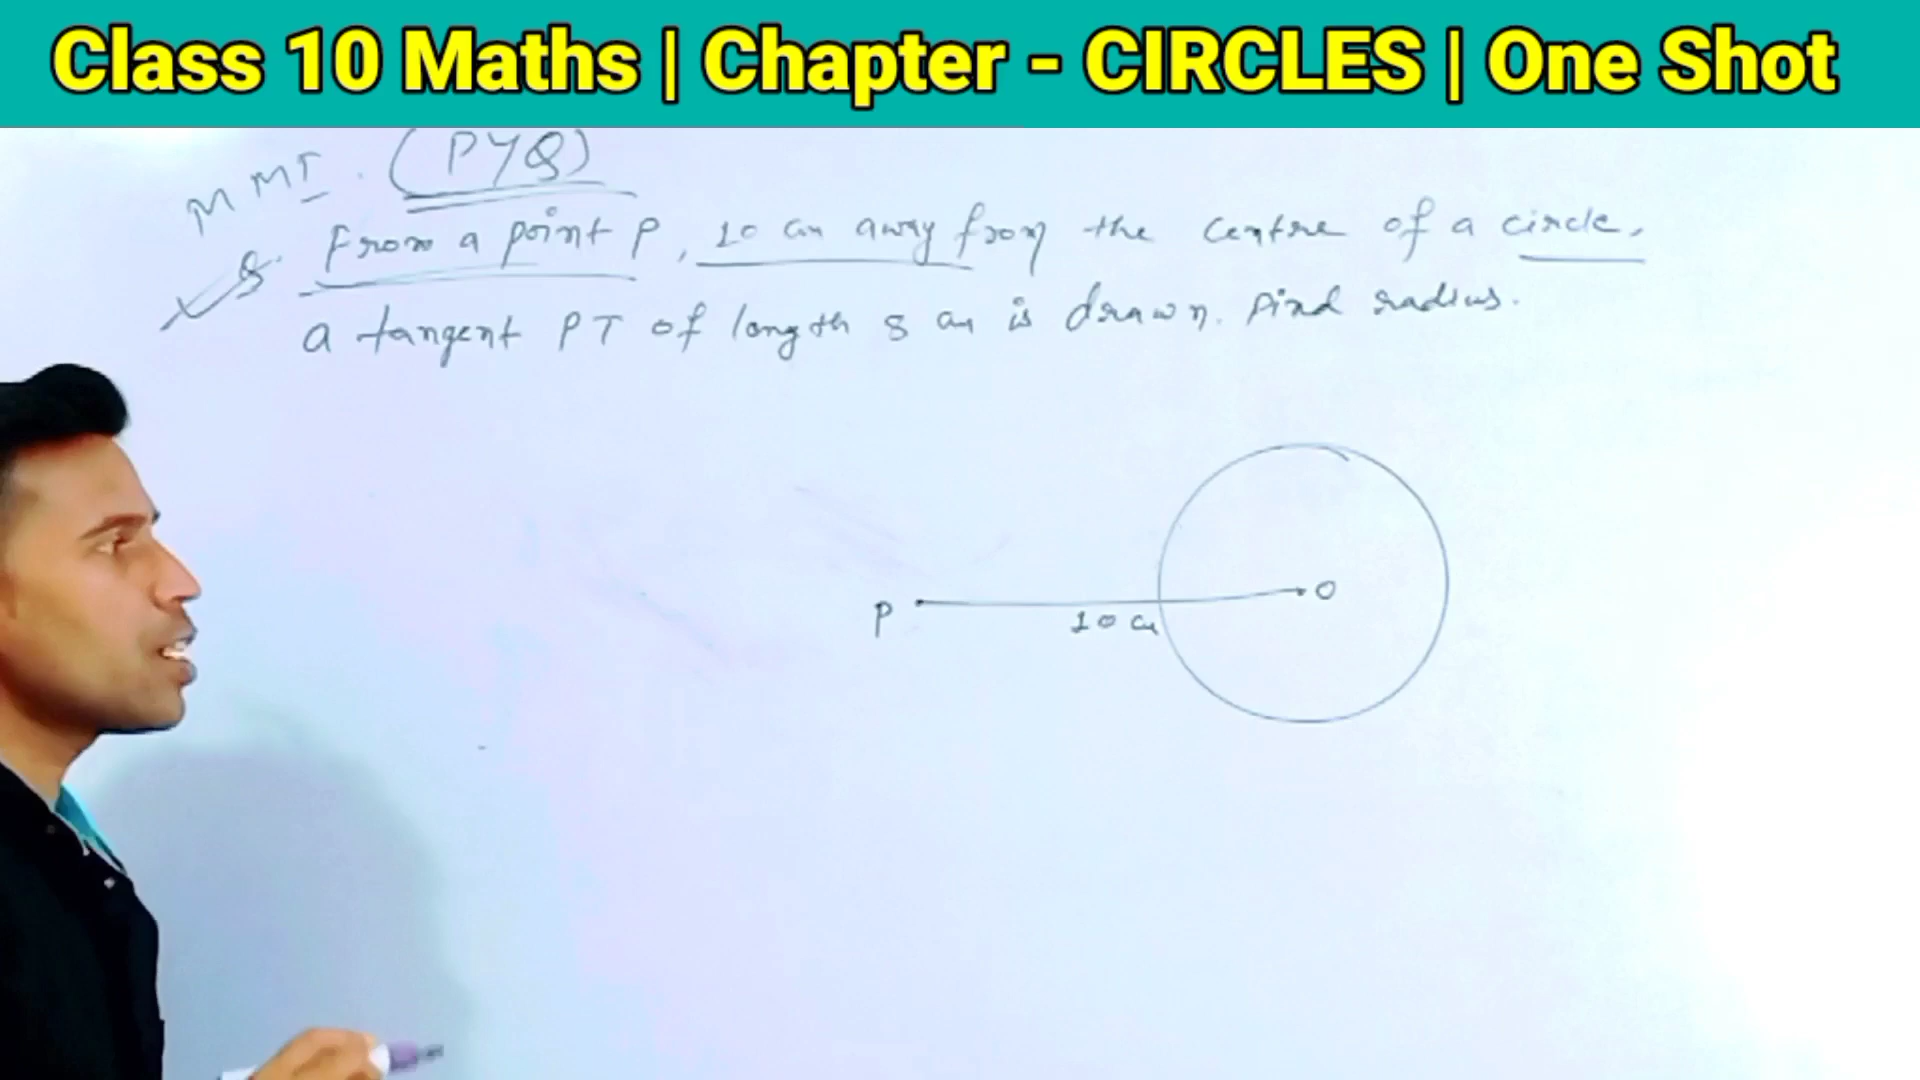 Class 10 Maths | Chapter - CIRCLES | One Shot
MMI. (PYQ)
Q. From a point P, 10 cm away from the centre of a circle,
a tangent PT of length 8 cm is drawn. Find radius.
P
O
10 cm